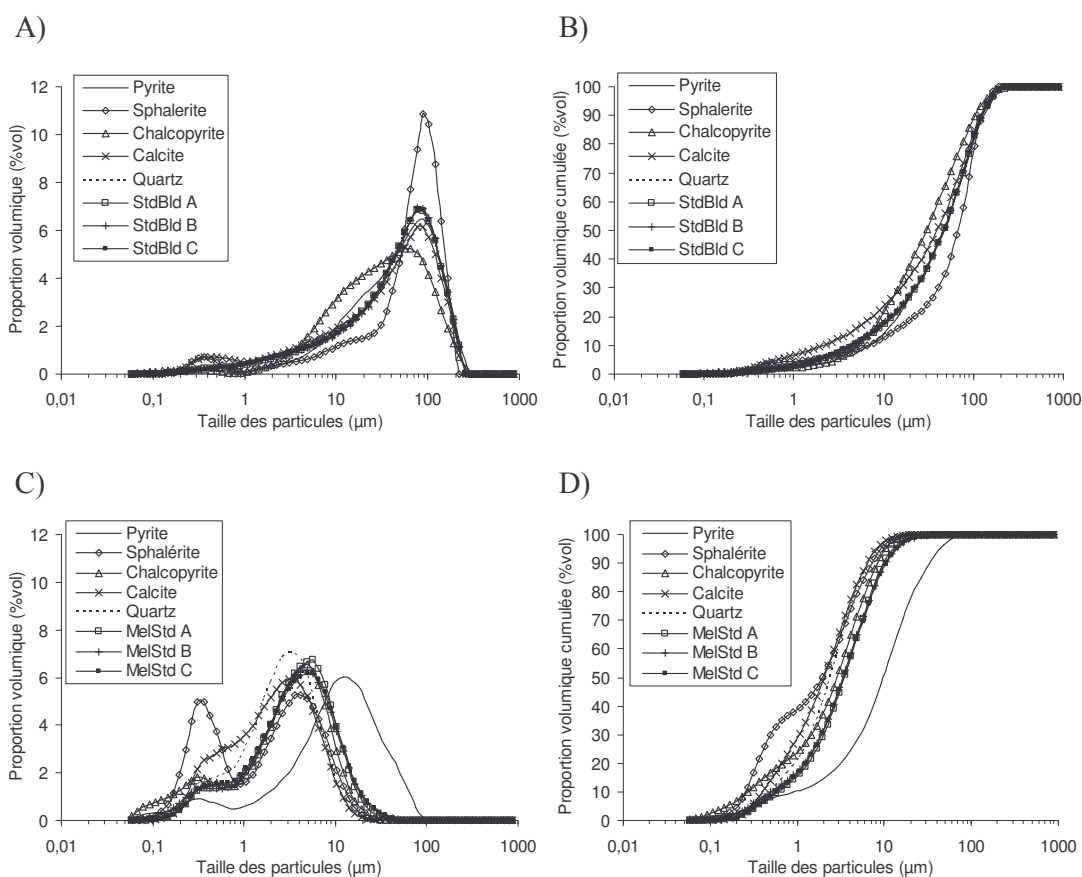 A)
Proportion volumique (%vol)
12
10
8
6
4
2
0
Pyrite
Sphalerite
Chalcopyrite
Calcite
Quartz
StdBld A
StdBld B
StdBld C
0,01 0,1 1 10 100 1000
Taille des particules (µm)
B)
Proportion volumique cumulée (%vol)
100
90
80
70
60
50
40
30
20
10
0
Pyrite
Sphalerite
Chalcopyrite
Calcite
Quartz
StdBld A
StdBld B
StdBld C
0,01 0,1 1 10 100 1000
Taille des particules (µm)
C)
Proportion volumique (%vol)
12
10
8
6
4
2
0
Pyrite
Sphalérite
Chalcopyrite
Calcite
Quartz
MelStd A
MelStd B
MelStd C
0,01 0,1 1 10 100 1000
Taille des particules (µm)
D)
Proportion volumique cumulée (%vol)
100
90
80
70
60
50
40
30
20
10
0
Pyrite
Sphalérite
Chalcopyrite
Calcite
Quartz
MelStd A
MelStd B
MelStd C
0,01 0,1 1 10 100 1000
Taille des particules (µm)